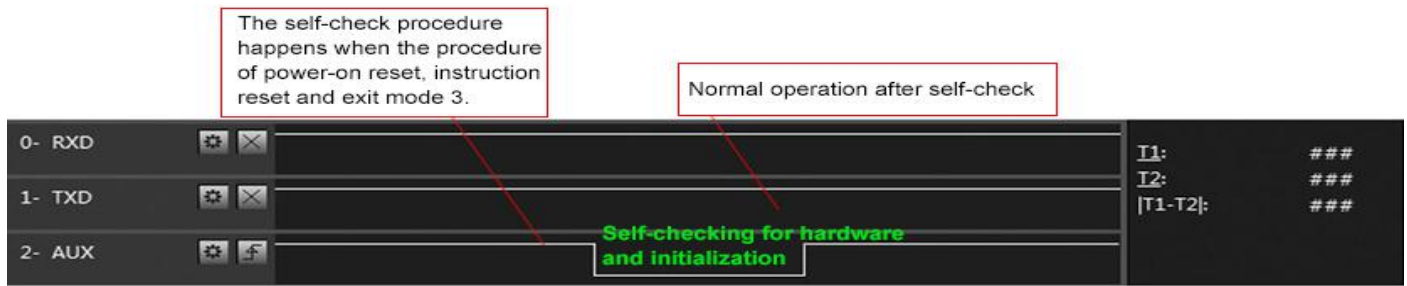 The self-check procedure
happens when the procedure
of power-on reset, instruction
reset and exit mode 3.
Normal operation after self-check
0- RXD
T1: ###
1- TXD
T2: ###
|T1-T2|: ###
2- AUX
Self-checking for hardware
and initialization